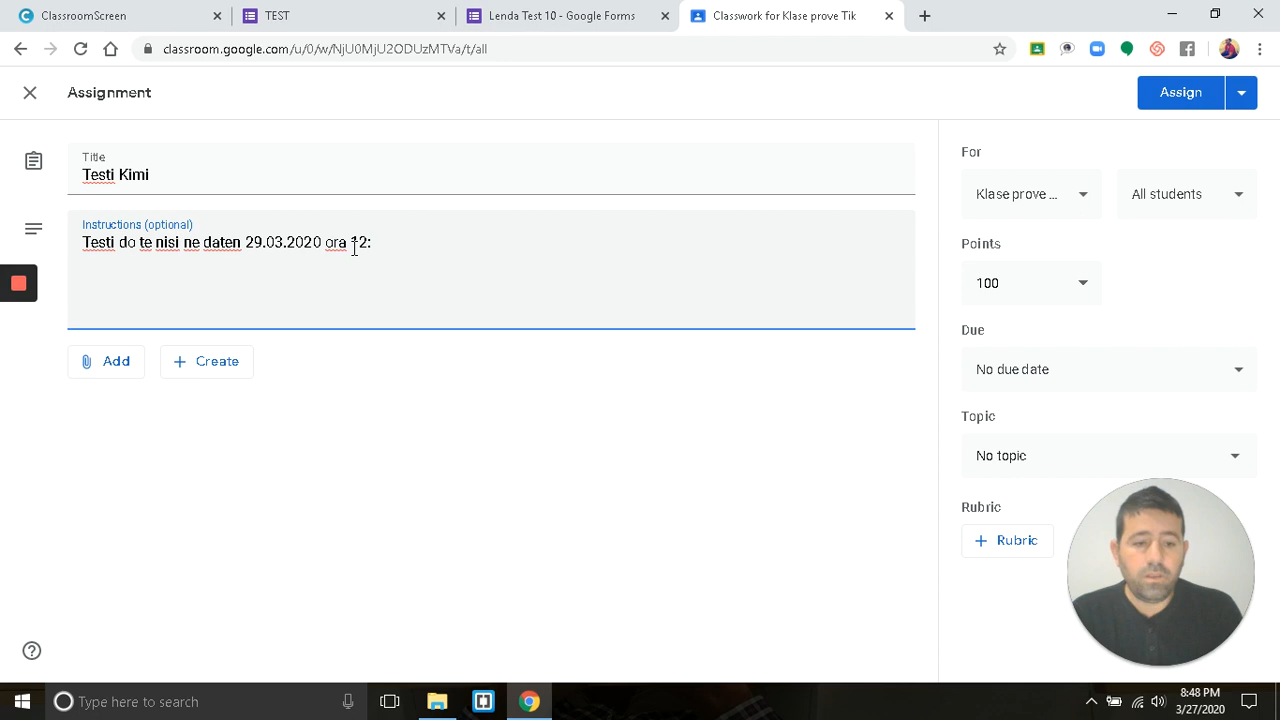 ClassroomScreen
TEST
Lenda Test 10 - Google Forms
Classwork for Klase prove Tik
classroom.google.com/u/0/w/NjU0MjU2ODUzMTVa/t/all
Assignment
Assign
Title
Testi Kimi
Instructions (optional)
Testi do te nisi ne daten 29.03.2020 ora 12:
Add
Create
For
Klase prove ...
All students
Points
100
Due
No due date
Topic
No topic
Rubric
Rubric
Type here to search
8:48 PM
3/27/2020